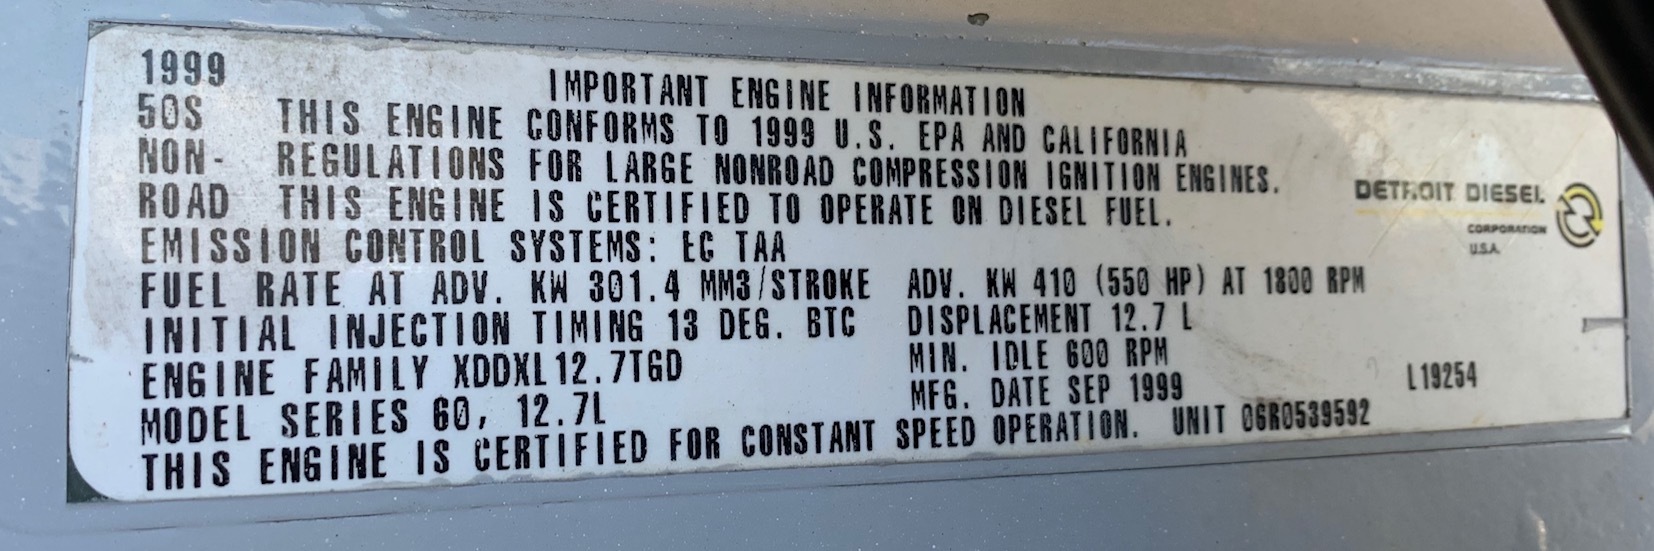 1999
IMPORTANT ENGINE INFORMATION
50S THIS ENGINE CONFORMS TO 1999 U.S. EPA AND CALIFORNIA
NON- REGULATIONS FOR LARGE NONROAD COMPRESSION IGNITION ENGINES.
ROAD THIS ENGINE IS CERTIFIED TO OPERATE ON DIESEL FUEL.
EMISSION CONTROL SYSTEMS: EC TAA
FUEL RATE AT ADV. KW 301.4 MM3/STROKE ADV. KW 410 (550 HP) AT 1800 RPM
INITIAL INJECTION TIMING 13 DEG. BTC DISPLACEMENT 12.7 L
ENGINE FAMILY XDDXL12.7TGD MIN. IDLE 600 RPM
MODEL SERIES 60, 12.7L MFG. DATE SEP 1999 L19254
THIS ENGINE IS CERTIFIED FOR CONSTANT SPEED OPERATION. UNIT 06R0539592
DETROIT DIESEL
CORPORATION
U.S.A.